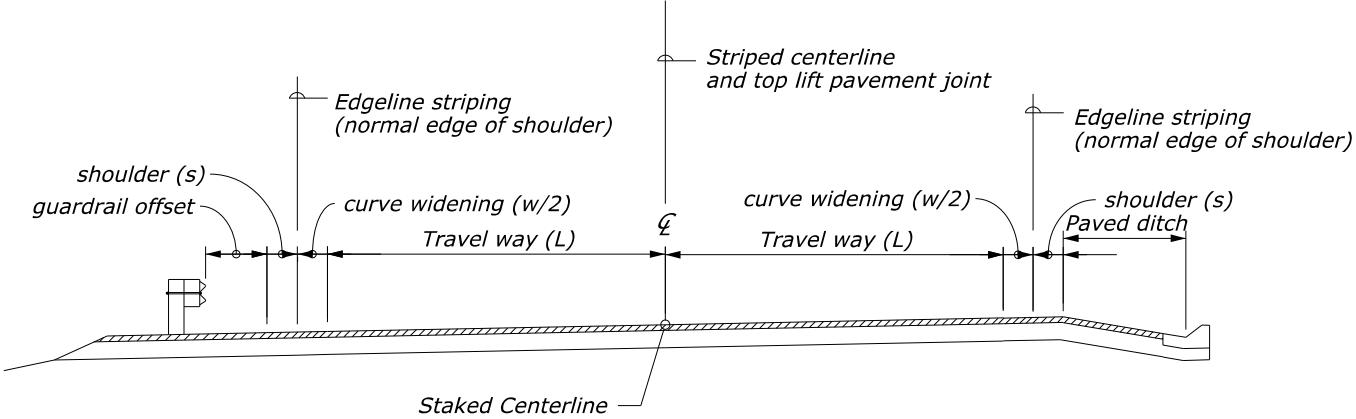 Striped centerline
and top lift pavement joint
Edgeline striping
(normal edge of shoulder)
Edgeline striping
(normal edge of shoulder)
shoulder (s)
guardrail offset
curve widening (w/2)
curve widening (w/2)
shoulder (s)
Paved ditch
℄
Travel way (L)
Travel way (L)
Staked Centerline